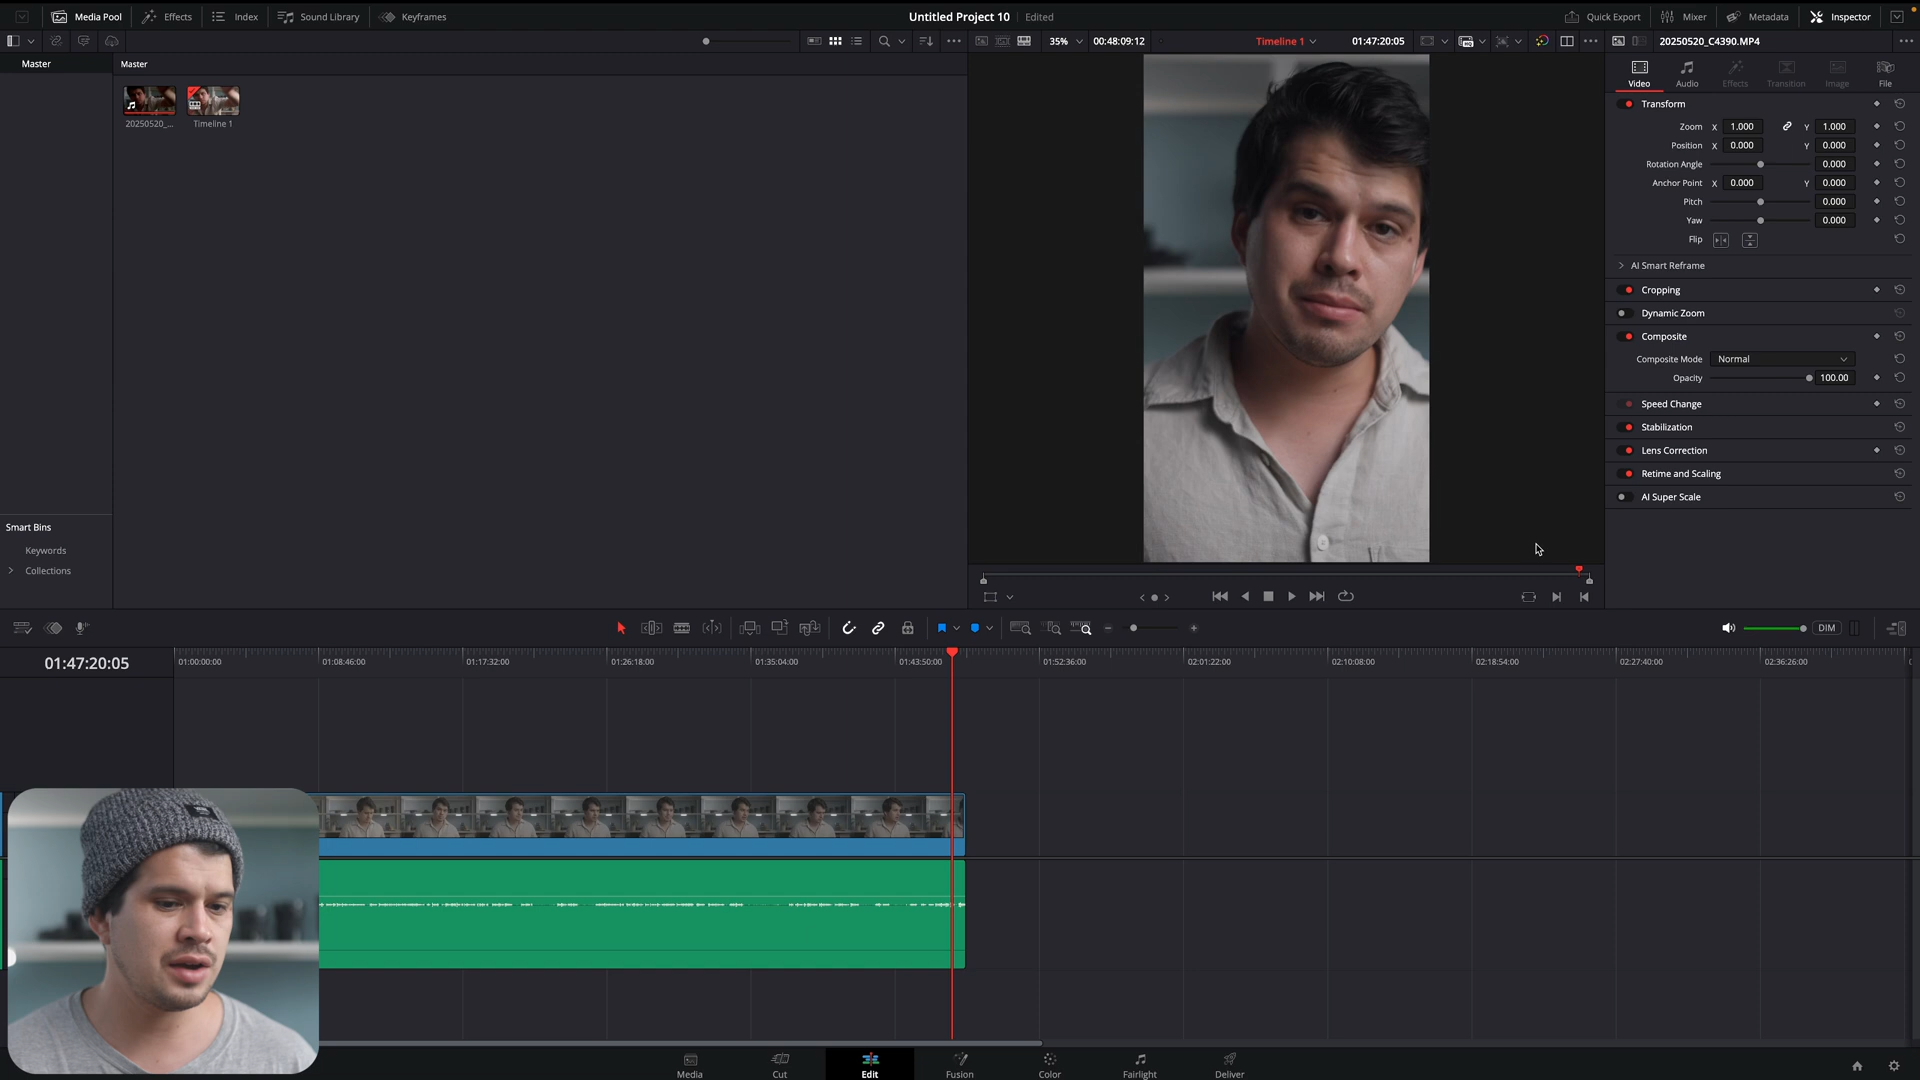 Media Pool
Effects
Index
Sound Library
Keyframes
Untitled Project 10
Edited
Quick Export
Mixer
Metadata
Inspector
35%
00:48:09:12
Timeline 1
01:47:20:05
20250520_C4390.MP4
Master
Master
20250520_...
Timeline 1
Smart Bins
Keywords
Collections
Video
Audio
Effects
Transition
Image
File
Transform
Zoom X 1.000 Y 1.000
Position X 0.000 Y 0.000
Rotation Angle 0.000
Anchor Point X 0.000 Y 0.000
Pitch 0.000
Yaw 0.000
Flip
AI Smart Reframe
Cropping
Dynamic Zoom
Composite
Composite Mode Normal
Opacity 100.00
Speed Change
Stabilization
Lens Correction
Retime and Scaling
AI Super Scale
DIM
01:47:20:05
01:00:00:00
01:08:46:00
01:17:32:00
01:26:18:00
01:35:04:00
01:43:50:00
01:52:36:00
02:01:22:00
02:10:08:00
02:18:54:00
02:27:40:00
02:36:26:00
Media
Cut
Edit
Fusion
Color
Fairlight
Deliver